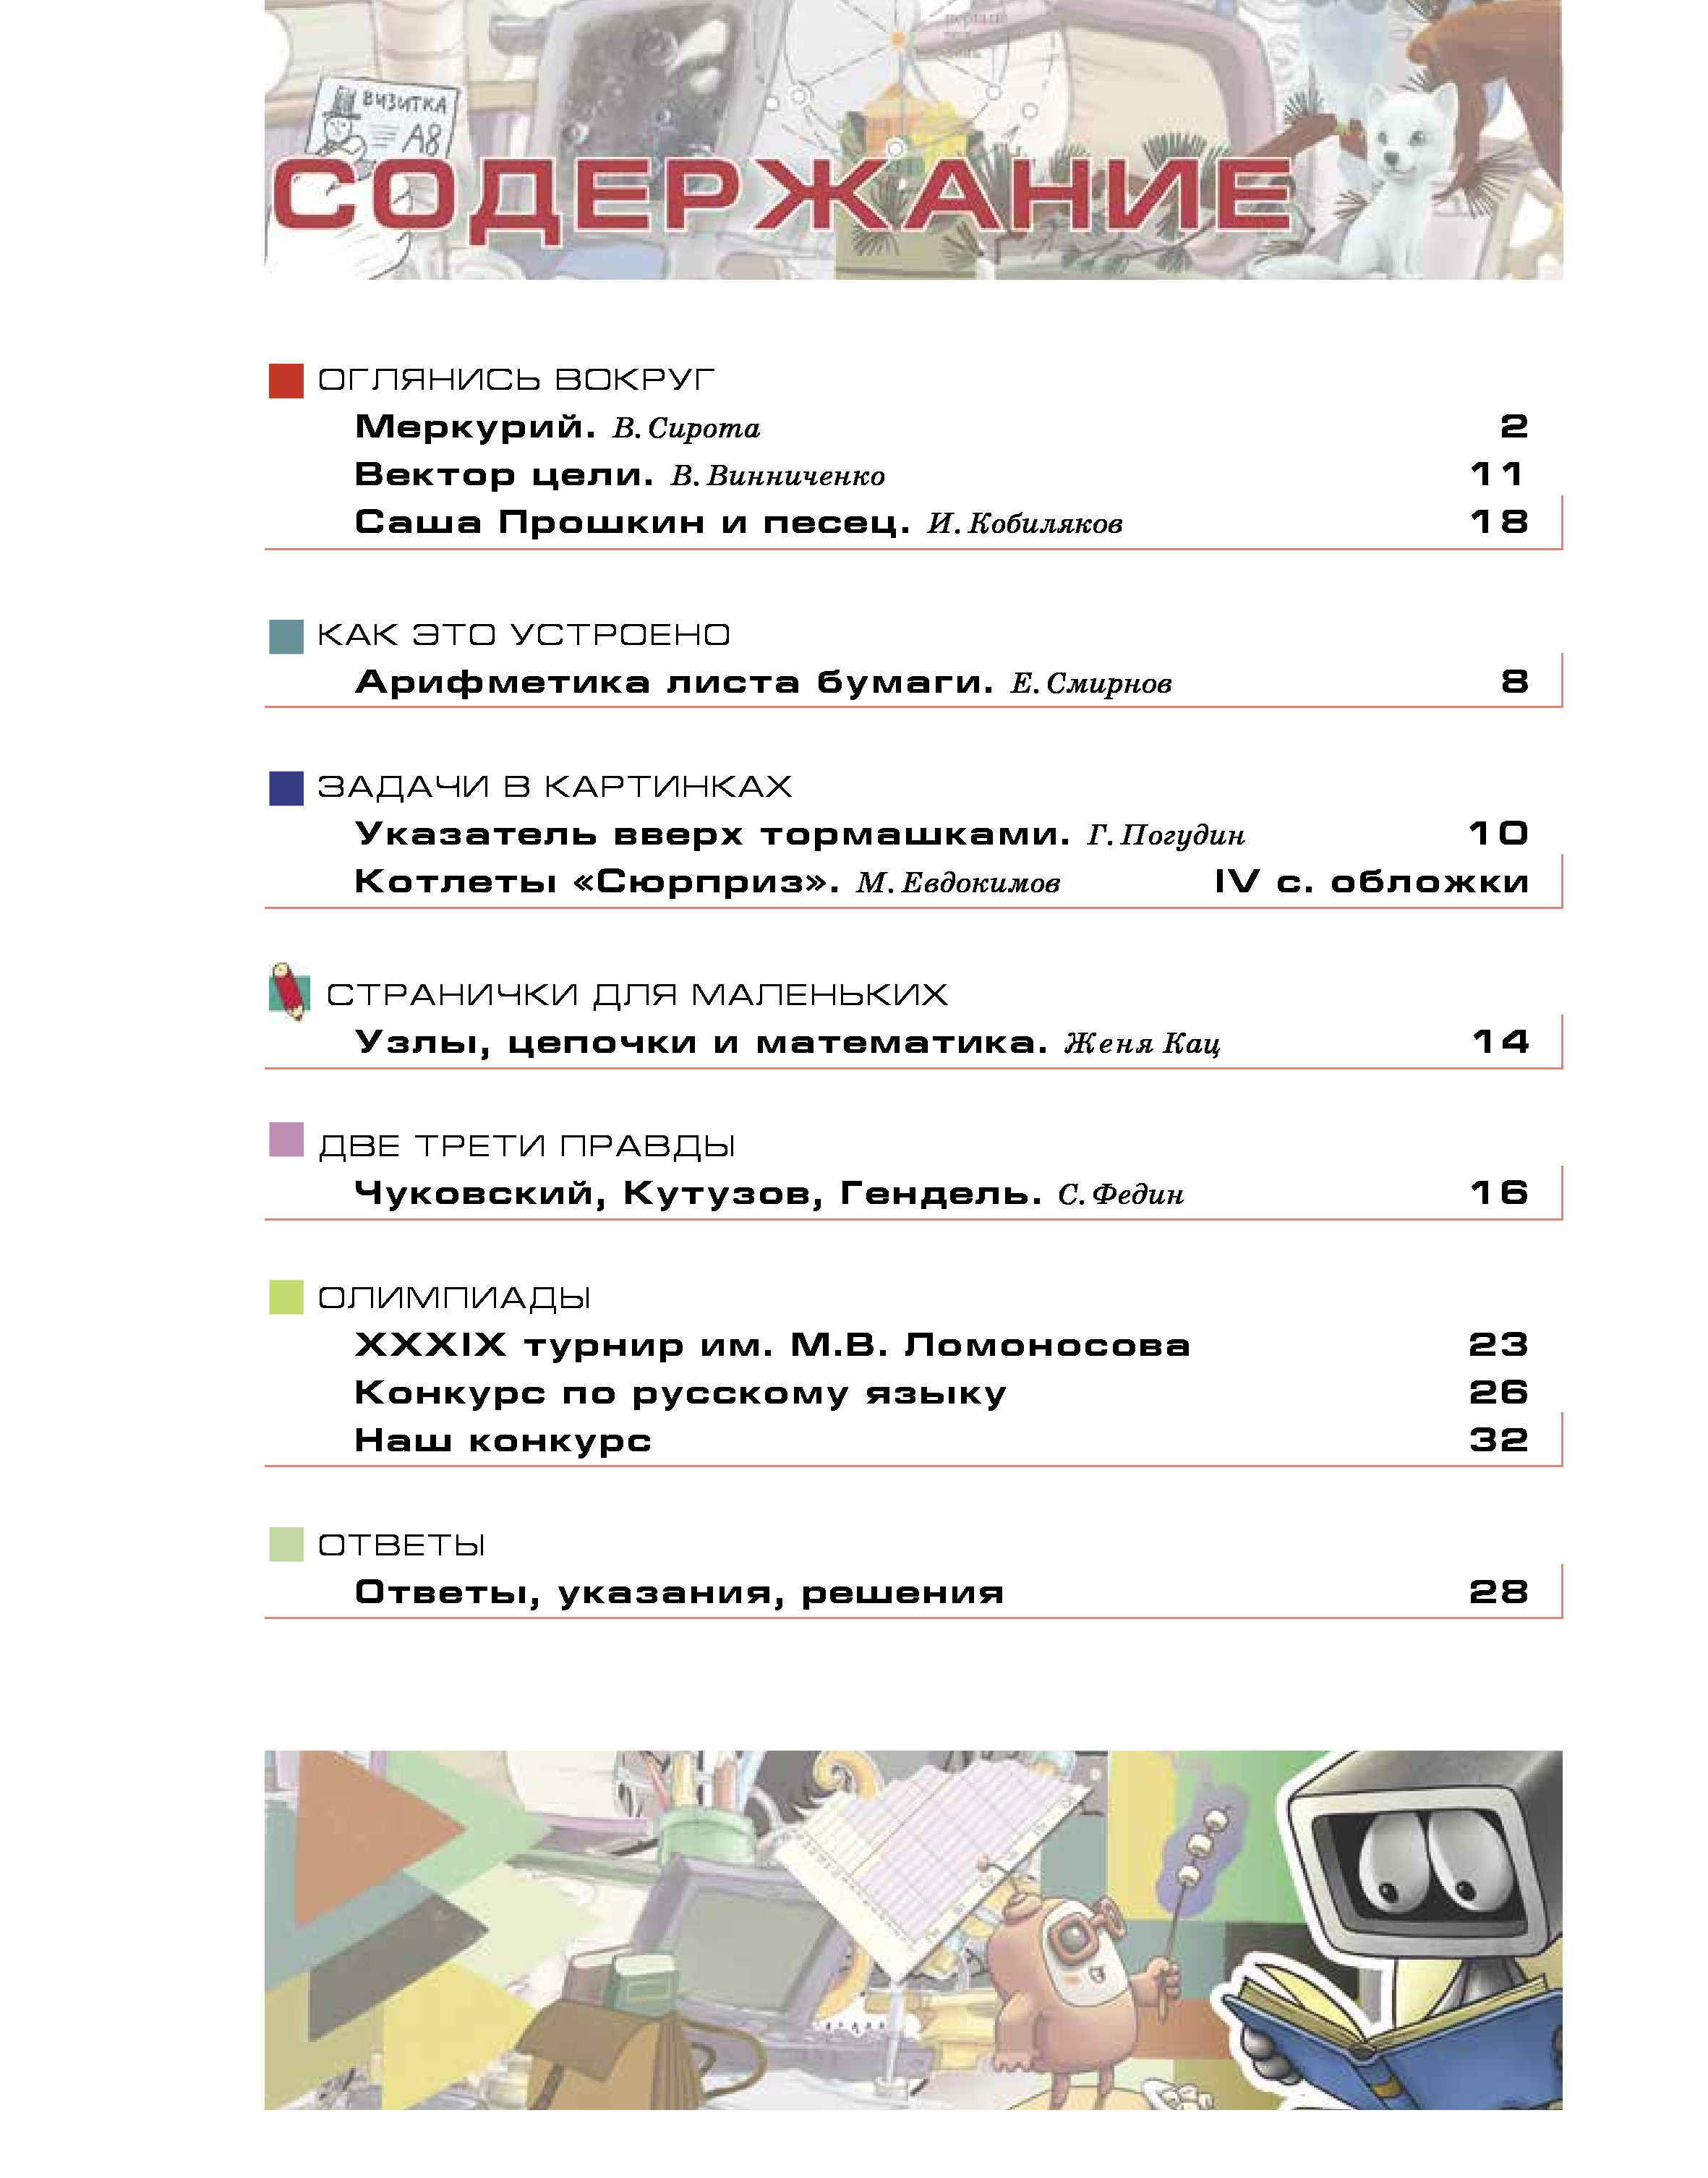 ВИЗИТКА
А8
СОДЕРЖАНИЕ
ОГЛЯНИСЬ ВОКРУГ
Меркурий. В. Сирота 2
Вектор цели. В. Винниченко 11
Саша Прошкин и песец. И. Кобиляков 18
КАК ЭТО УСТРОЕНО
Арифметика листа бумаги. Е. Смирнов 8
ЗАДАЧИ В КАРТИНКАХ
Указатель вверх тормашками. Г. Погудин 10
Котлеты «Сюрприз». М. Евдокимов IV с. обложки
СТРАНИЧКИ ДЛЯ МАЛЕНЬКИХ
Узлы, цепочки и математика. Женя Кац 14
ДВЕ ТРЕТИ ПРАВДЫ
Чуковский, Кутузов, Гендель. С. Федин 16
ОЛИМПИАДЫ
XXXIX турнир им. М.В. Ломоносова 23
Конкурс по русскому языку 26
Наш конкурс 32
ОТВЕТЫ
Ответы, указания, решения 28